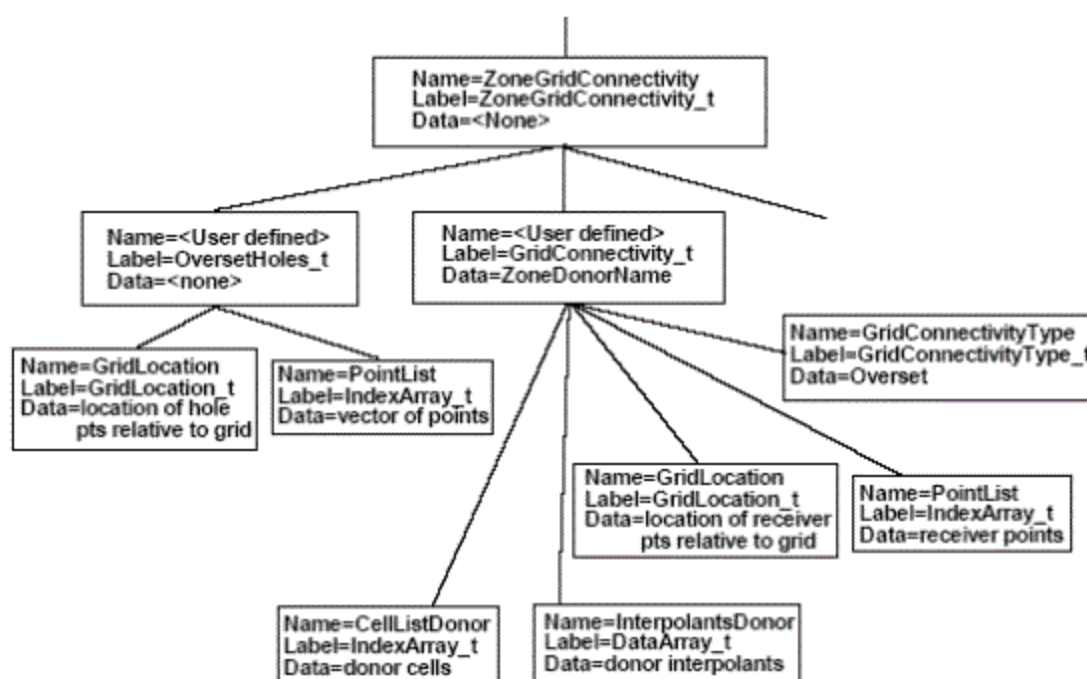 Name=ZoneGridConnectivity
Label=ZoneGridConnectivity_t
Data=<None>
Name=<User defined>
Label=OversetHoles_t
Data=<none>
Name=<User defined>
Label=GridConnectivity_t
Data=ZoneDonorName
Name=GridConnectivityType
Label=GridConnectivityType_t
Data=Overset
Name=GridLocation
Label=GridLocation_t
Data=location of hole
pts relative to grid
Name=PointList
Label=IndexArray_t
Data=vector of points
Name=GridLocation
Label=GridLocation_t
Data=location of receiver
pts relative to grid
Name=PointList
Label=IndexArray_t
Data=receiver points
Name=CellListDonor
Label=IndexArray_t
Data=donor cells
Name=InterpolantsDonor
Label=DataArray_t
Data=donor interpolants